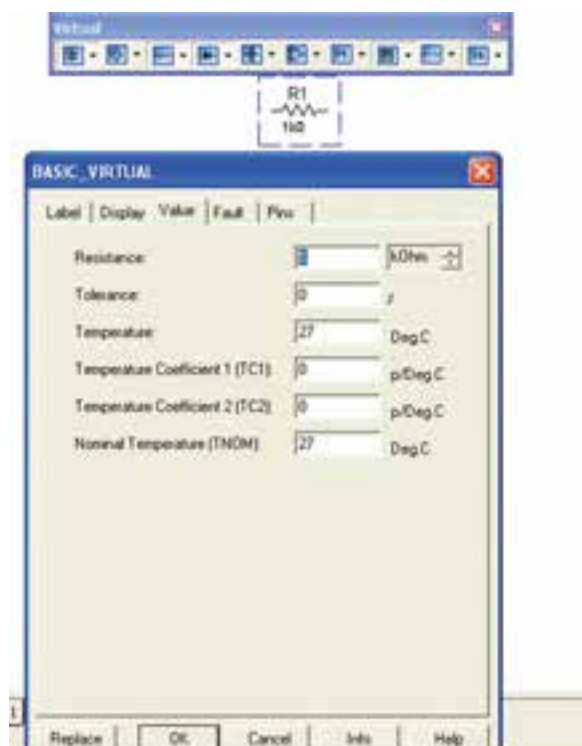 Virtual
R1
1kΩ
BASIC_VIRTUAL
Label Display Value Fault Pins
Resistance: kOhm
Tolerance: 0
Temperature: 27 Deg.C
Temperature Coefficient 1 (TC1): 0 p/Deg.C
Temperature Coefficient 2 (TC2): 0 p/Deg.C
Nominal Temperature (TNOM): 27 Deg.C
Replace OK Cancel Info Help